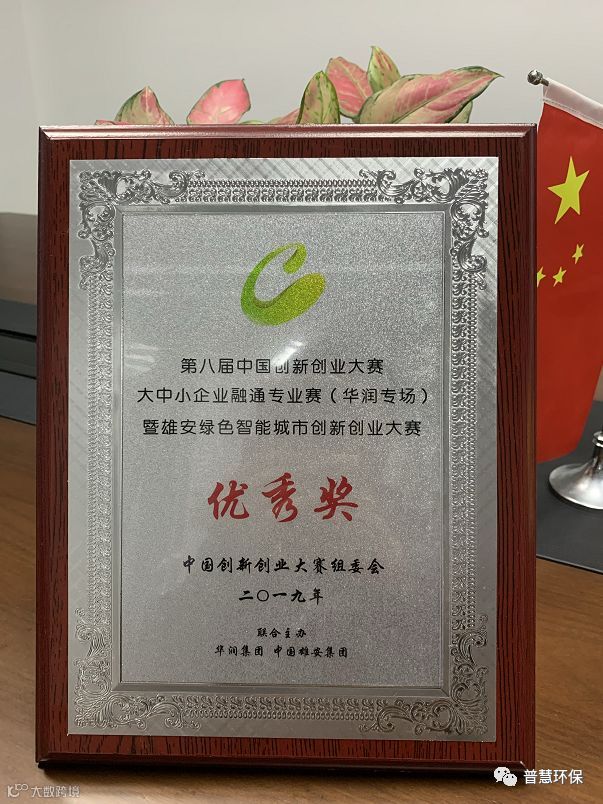 第八届中国创新创业大赛
大中小企业融通专业赛（华润专场）
暨雄安绿色智能城市创新创业大赛
优秀奖
中国创新创业大赛组委会
二〇一九年
联合主办
华润集团 中国雄安集团
大数跨境
普慧环保